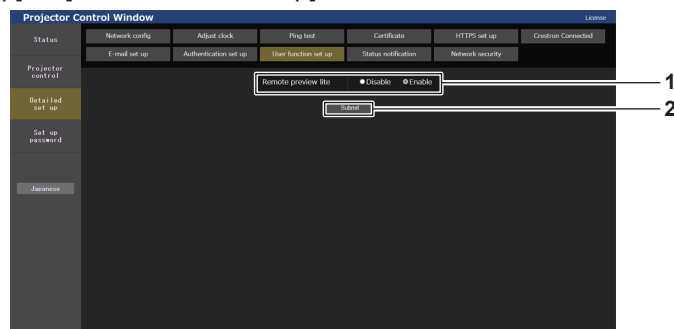 Projector Control Window
License
Status
Network config
Adjust clock
Ping test
Certificate
HTTPS set up
Crestron Connected
E-mail set up
Authentication set up
User function set up
Status notification
Network security
Projector
control
Remote preview lite
Disable
Enable
1
Detailed
set up
Submit
2
Set up
password
Japanese